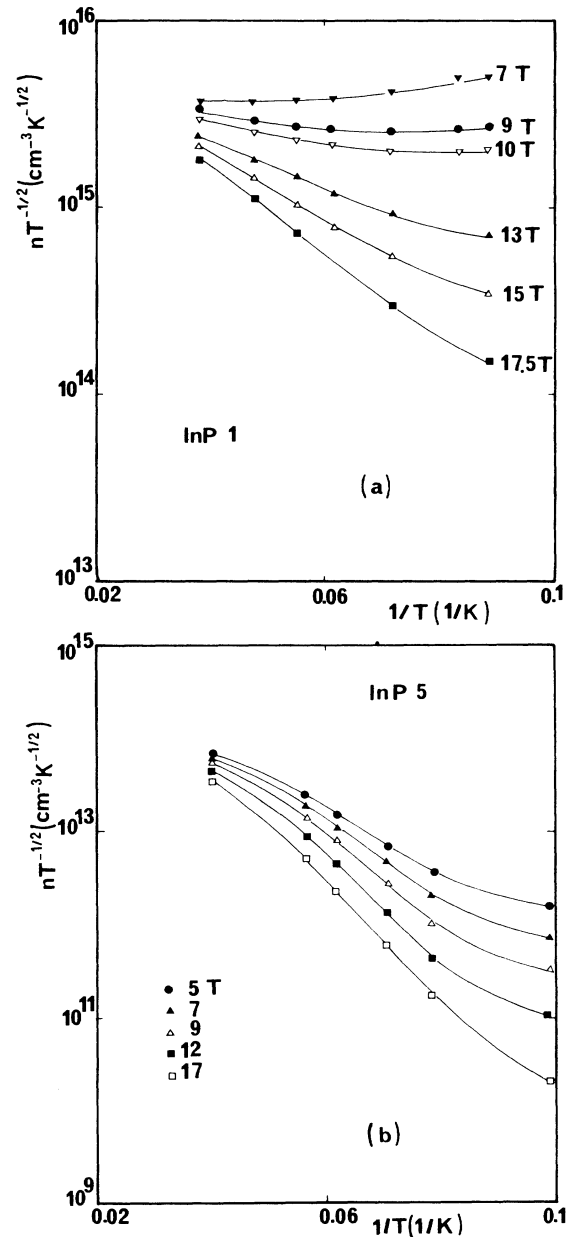 10^16
7 T
9 T
10 T
10^15
13 T
15 T
17.5T
10^14
nT^-1/2 (cm^-3 K^-1/2)
InP 1
(a)
10^13
0.02 0.06 0.1
1/T (1/K)
10^15
InP 5
nT^-1/2 (cm^-3 K^-1/2)
10^13
5 T
10^11
7
9
12
17
(b)
10^9
0.02 0.06 0.1
1/T(1/K)